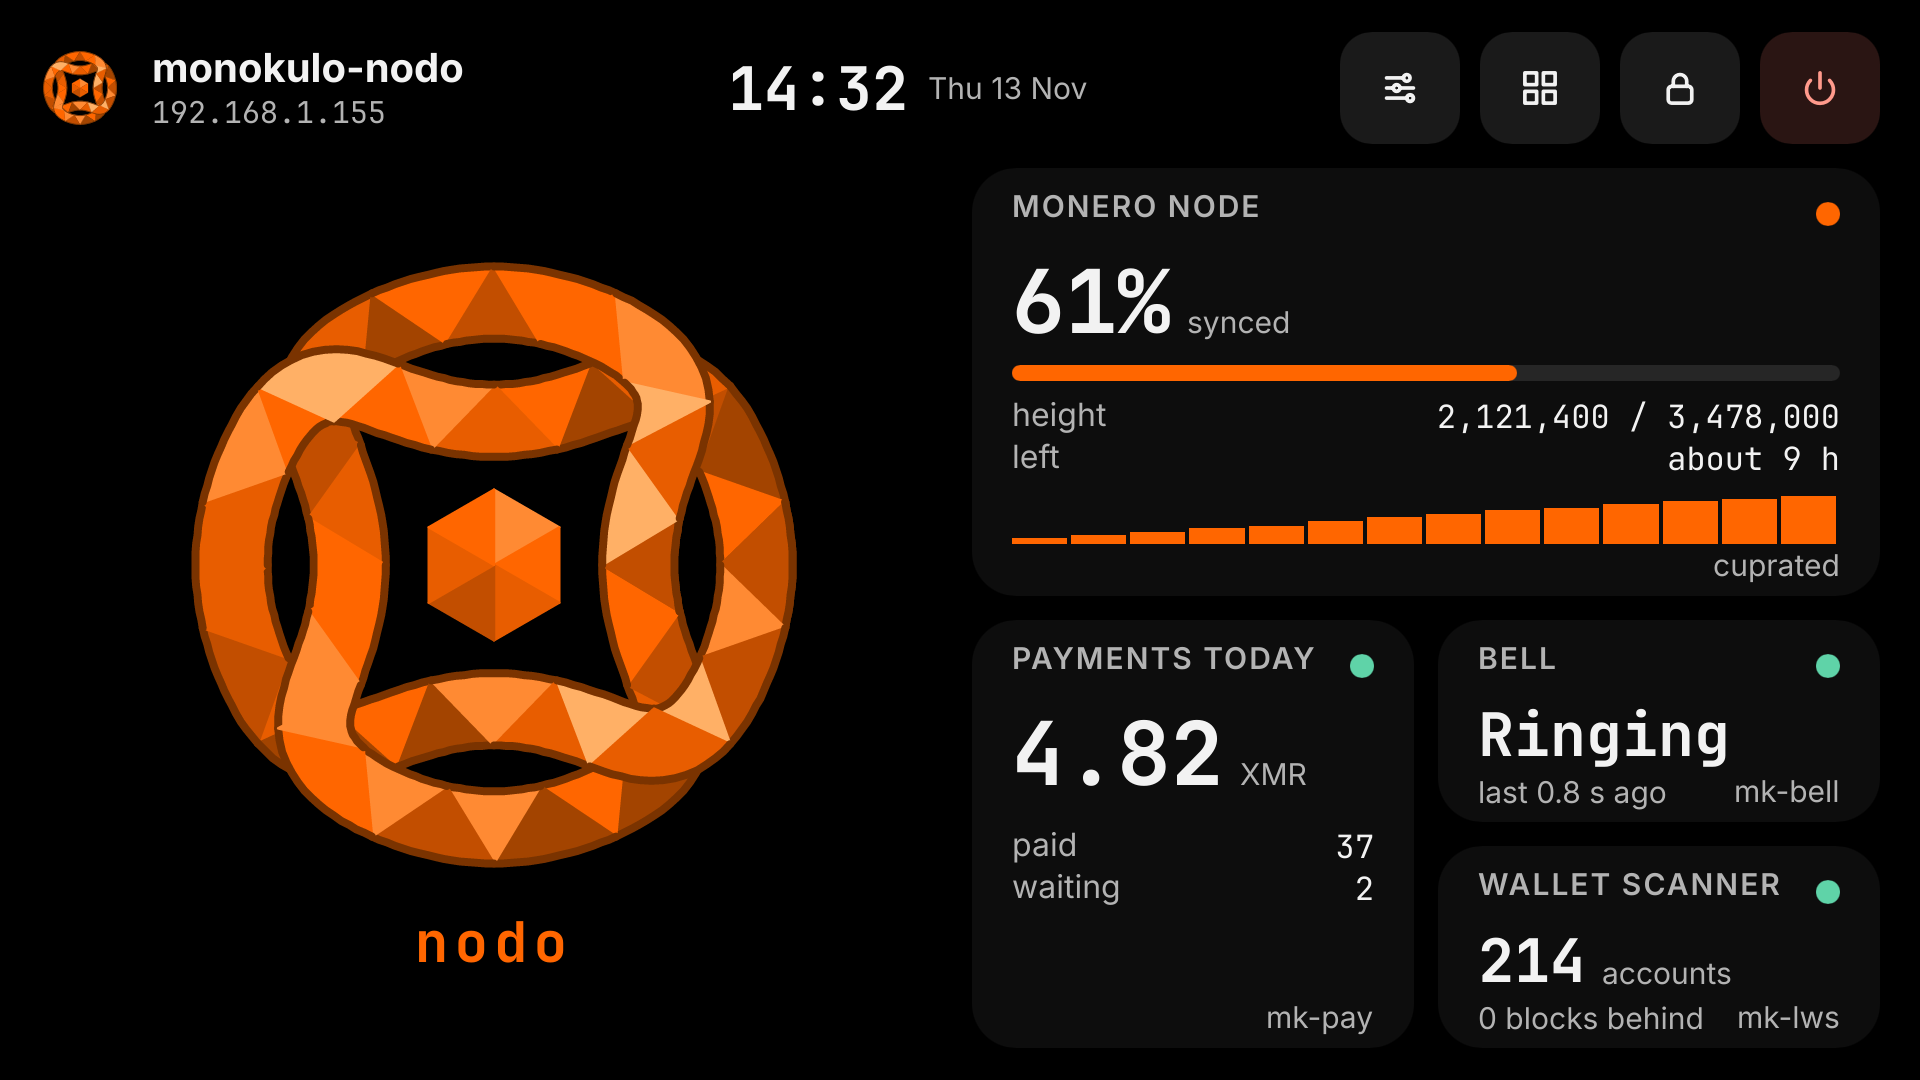 monokulo-nodo
192.168.1.155
14:32 Thu 13 Nov
MONERO NODE
61% synced
height 2,121,400 / 3,478,000
left about 9 h
cuprated
PAYMENTS TODAY
4.82 XMR
paid 37
waiting 2
mk-pay
BELL
Ringing
last 0.8 s ago mk-bell
WALLET SCANNER
214 accounts
0 blocks behind mk-lws
nodo